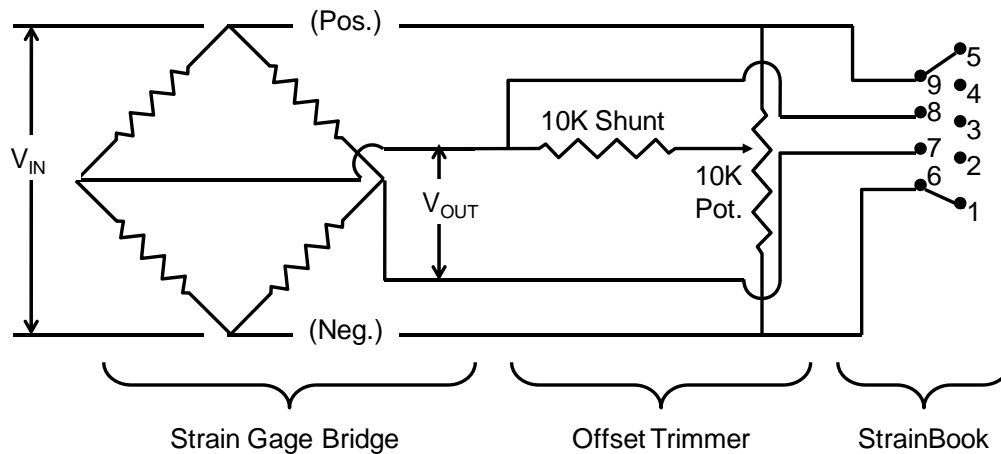 (Pos.)
5
9
4
8
3
10K Shunt
7
2
V_IN
10K
Pot.
6
V_OUT
1
(Neg.)
Strain Gage Bridge
Offset Trimmer
StrainBook